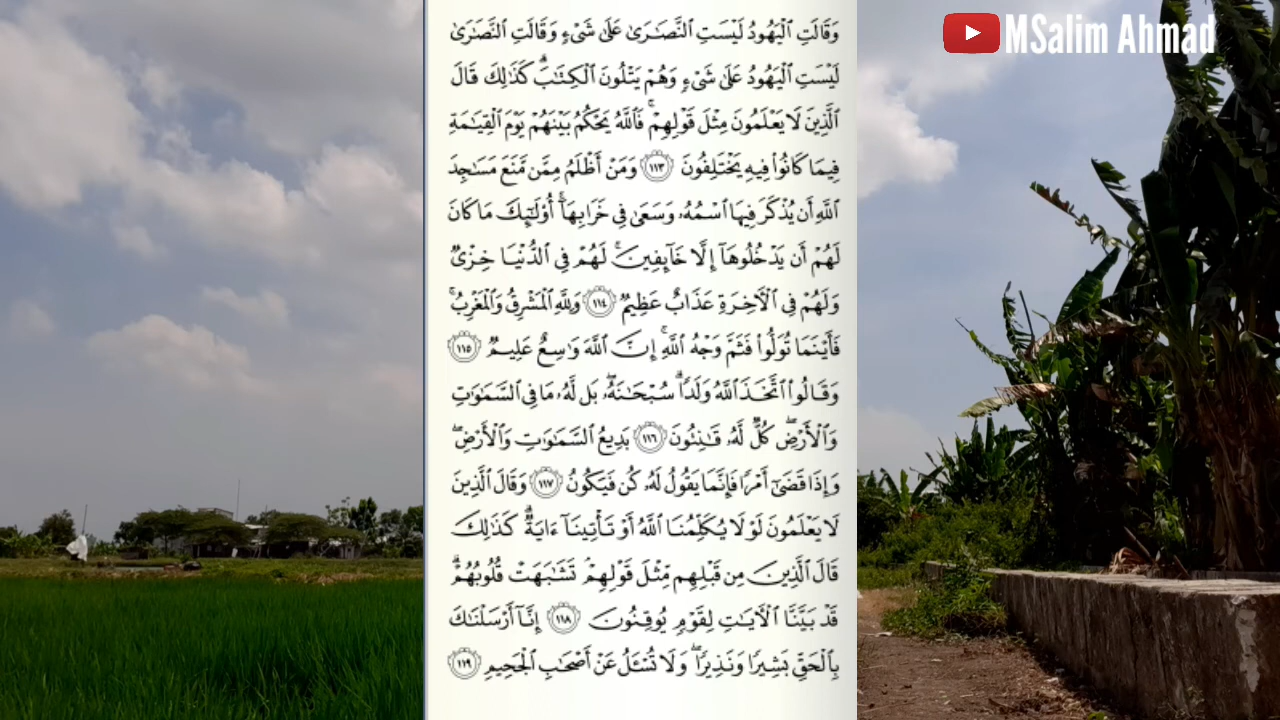 MSalim Ahmad
وَقَالَتِ ٱلْيَهُودُ لَيْسَتِ ٱلنَّصَٰرَىٰ عَلَىٰ شَىْءٍ وَقَالَتِ ٱلنَّصَٰرَىٰ
لَيْسَتِ ٱلْيَهُودُ عَلَىٰ شَىْءٍ وَهُمْ يَتْلُونَ ٱلْكِتَٰبَ ۗ كَذَٰلِكَ قَالَ
ٱلَّذِينَ لَا يَعْلَمُونَ مِثْلَ قَوْلِهِمْ ۚ فَٱللَّهُ يَحْكُمُ بَيْنَهُمْ يَوْمَ ٱلْقِيَٰمَةِ
فِيمَا كَانُوا۟ فِيهِ يَخْتَلِفُونَ ١١٣ وَمَنْ أَظْلَمُ مِمَّن مَّنَعَ مَسَٰجِدَ
ٱللَّهِ أَن يُذْكَرَ فِيهَا ٱسْمُهُۥ وَسَعَىٰ فِى خَرَابِهَآ ۚ أُو۟لَٰٓئِكَ مَا كَانَ
لَهُمْ أَن يَدْخُلُوهَآ إِلَّا خَآئِفِينَ ۚ لَهُمْ فِى ٱلدُّنْيَا خِزْىٌ
وَلَهُمْ فِى ٱلْءَاخِرَةِ عَذَابٌ عَظِيمٌ ١١٤ وَلِلَّهِ ٱلْمَشْرِقُ وَٱلْمَغْرِبُ ۚ
فَأَيْنَمَا تُوَلُّوا۟ فَثَمَّ وَجْهُ ٱللَّهِ ۚ إِنَّ ٱللَّهَ وَٰسِعٌ عَلِيمٌ ١١٥
وَقَالُوا۟ ٱتَّخَذَ ٱللَّهُ وَلَدًا ۗ سُبْحَٰنَهُۥ ۖ بَل لَّهُۥ مَا فِى ٱلسَّمَٰوَٰتِ
وَٱلْأَرْضِ ۖ كُلٌّ لَّهُۥ قَٰنِتُونَ ١١٦ بَدِيعُ ٱلسَّمَٰوَٰتِ وَٱلْأَرْضِ ۖ
وَإِذَا قَضَىٰٓ أَمْرًا فَإِنَّمَا يَقُولُ لَهُۥ كُن فَيَكُونُ ١١٧ وَقَالَ ٱلَّذِينَ
لَا يَعْلَمُونَ لَوْلَا يُكَلِّمُنَا ٱللَّهُ أَوْ تَأْتِينَآ ءَايَةٌ ۗ كَذَٰلِكَ
قَالَ ٱلَّذِينَ مِن قَبْلِهِم مِّثْلَ قَوْلِهِمْ ۘ تَشَٰبَهَتْ قُلُوبُهُمْ ۗ
قَدْ بَيَّنَّا ٱلْءَايَٰتِ لِقَوْمٍ يُوقِنُونَ ١١٨ إِنَّآ أَرْسَلْنَٰكَ
بِٱلْحَقِّ بَشِيرًا وَنَذِيرًا ۖ وَلَا تُسْـَٔلُ عَنْ أَصْحَٰبِ ٱلْجَحِيمِ ١١٩